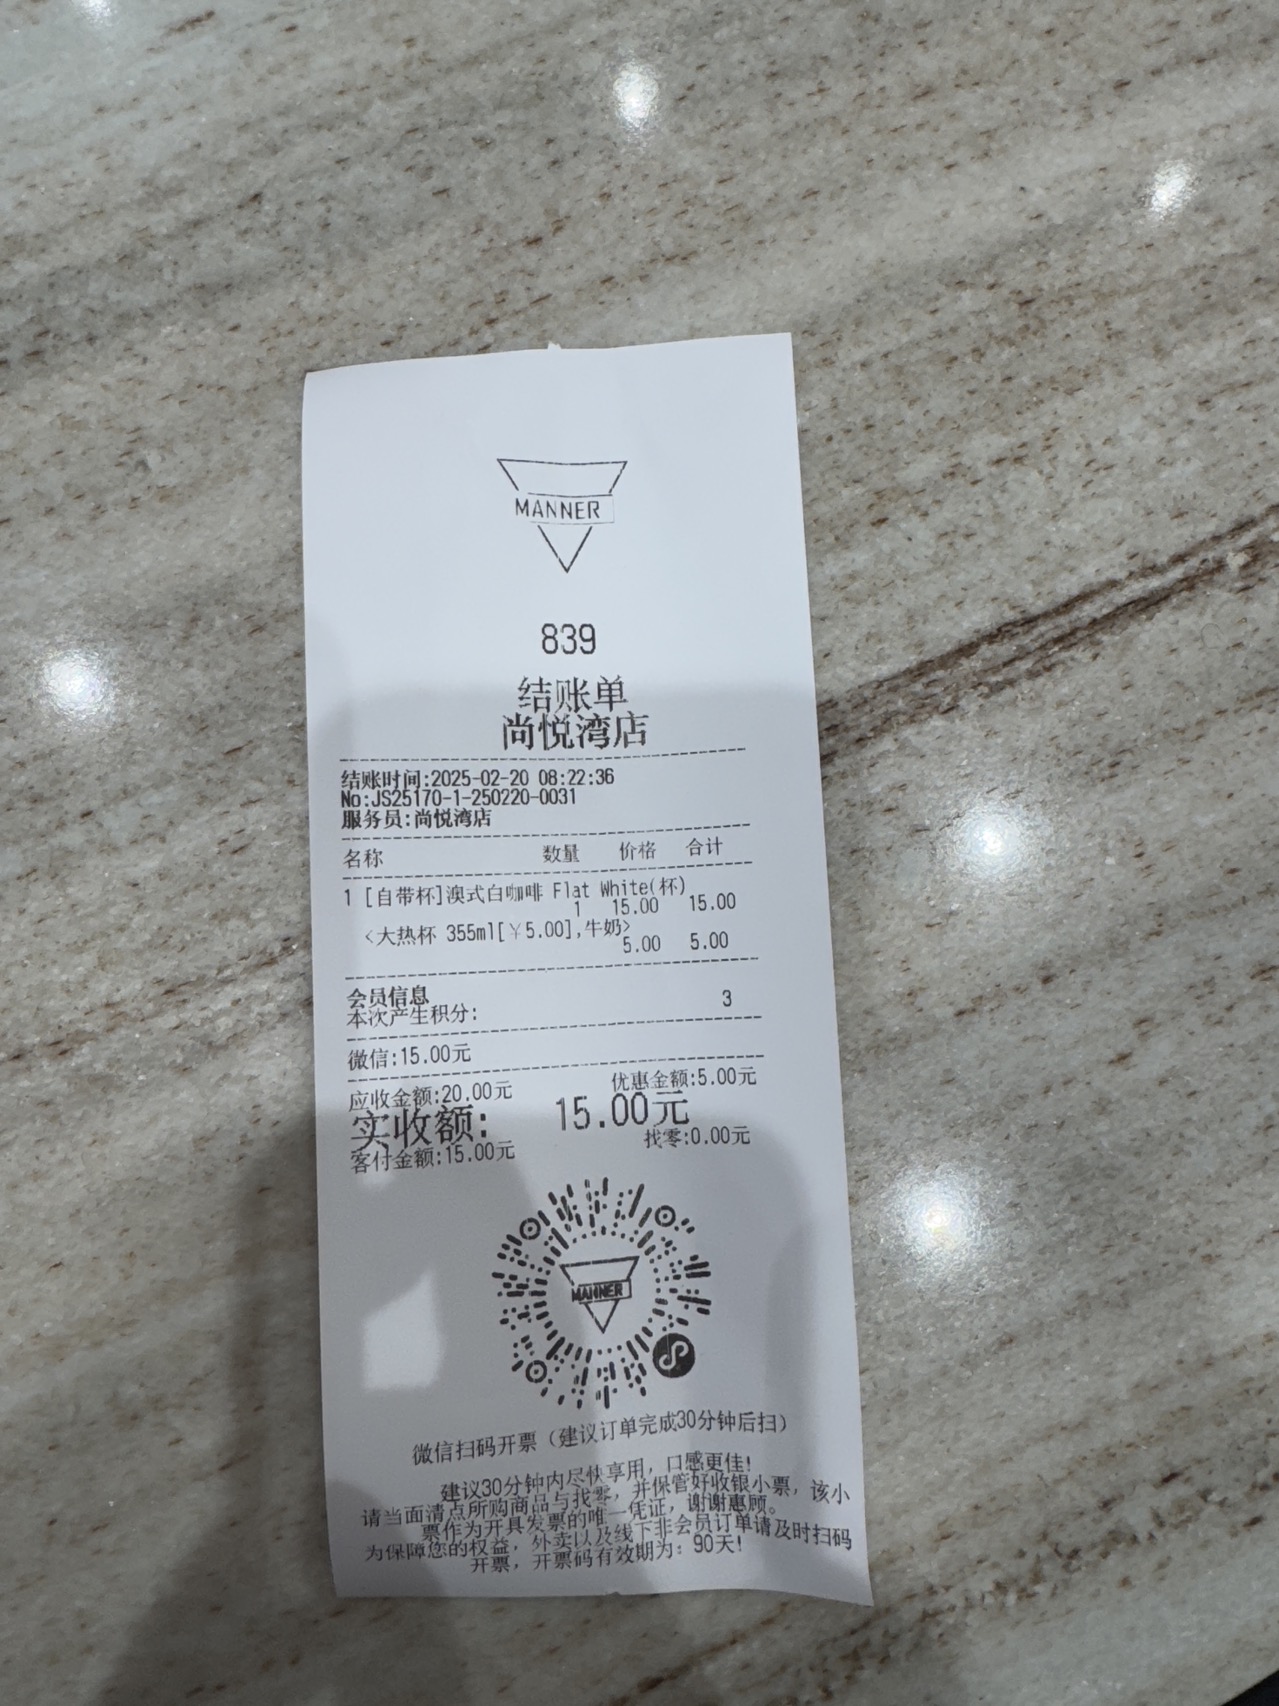 MANNER
839
结账单
尚悦湾店
结账时间:2025-02-20 08:22:36
No:JS25170-1-250220-0031
服务员:尚悦湾店
名称 数量 价格 合计
1 [自带杯]澳式白咖啡 Flat White(杯)
1 15.00 15.00
<大热杯 355ml[￥5.00],牛奶>
5.00 5.00
会员信息
本次产生积分: 3
微信:15.00元
应收金额:20.00元 优惠金额:5.00元
实收额: 15.00元
客付金额:15.00元 找零:0.00元
MANNER
微信扫码开票（建议订单完成30分钟后扫）
建议30分钟内尽快享用，口感更佳!
请当面清点所购商品与找零，并保管好收银小票，该小
票作为开具发票的唯一凭证，谢谢惠顾。
为保障您的权益，外卖以及线下非会员订单请及时扫码
开票，开票码有效期为：90天!